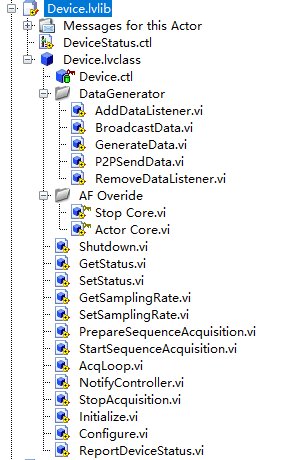 Device.lvlib
Messages for this Actor
DeviceStatus.ctl
Device.lvclass
Device.ctl
DataGenerator
AddDataListener.vi
BroadcastData.vi
GenerateData.vi
P2PSendData.vi
RemoveDataListener.vi
AF Overide
Stop Core.vi
Actor Core.vi
Shutdown.vi
GetStatus.vi
SetStatus.vi
GetSamplingRate.vi
SetSamplingRate.vi
PrepareSequenceAcquisition.vi
StartSequenceAcquisition.vi
AcqLoop.vi
NotifyController.vi
StopAcquisition.vi
Initialize.vi
Configure.vi
ReportDeviceStatus.vi